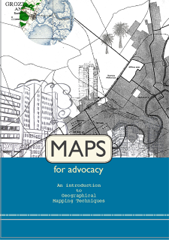 GROZ
MAPS
for advocacy
An introduction
to
Geographical
Mapping Techniques